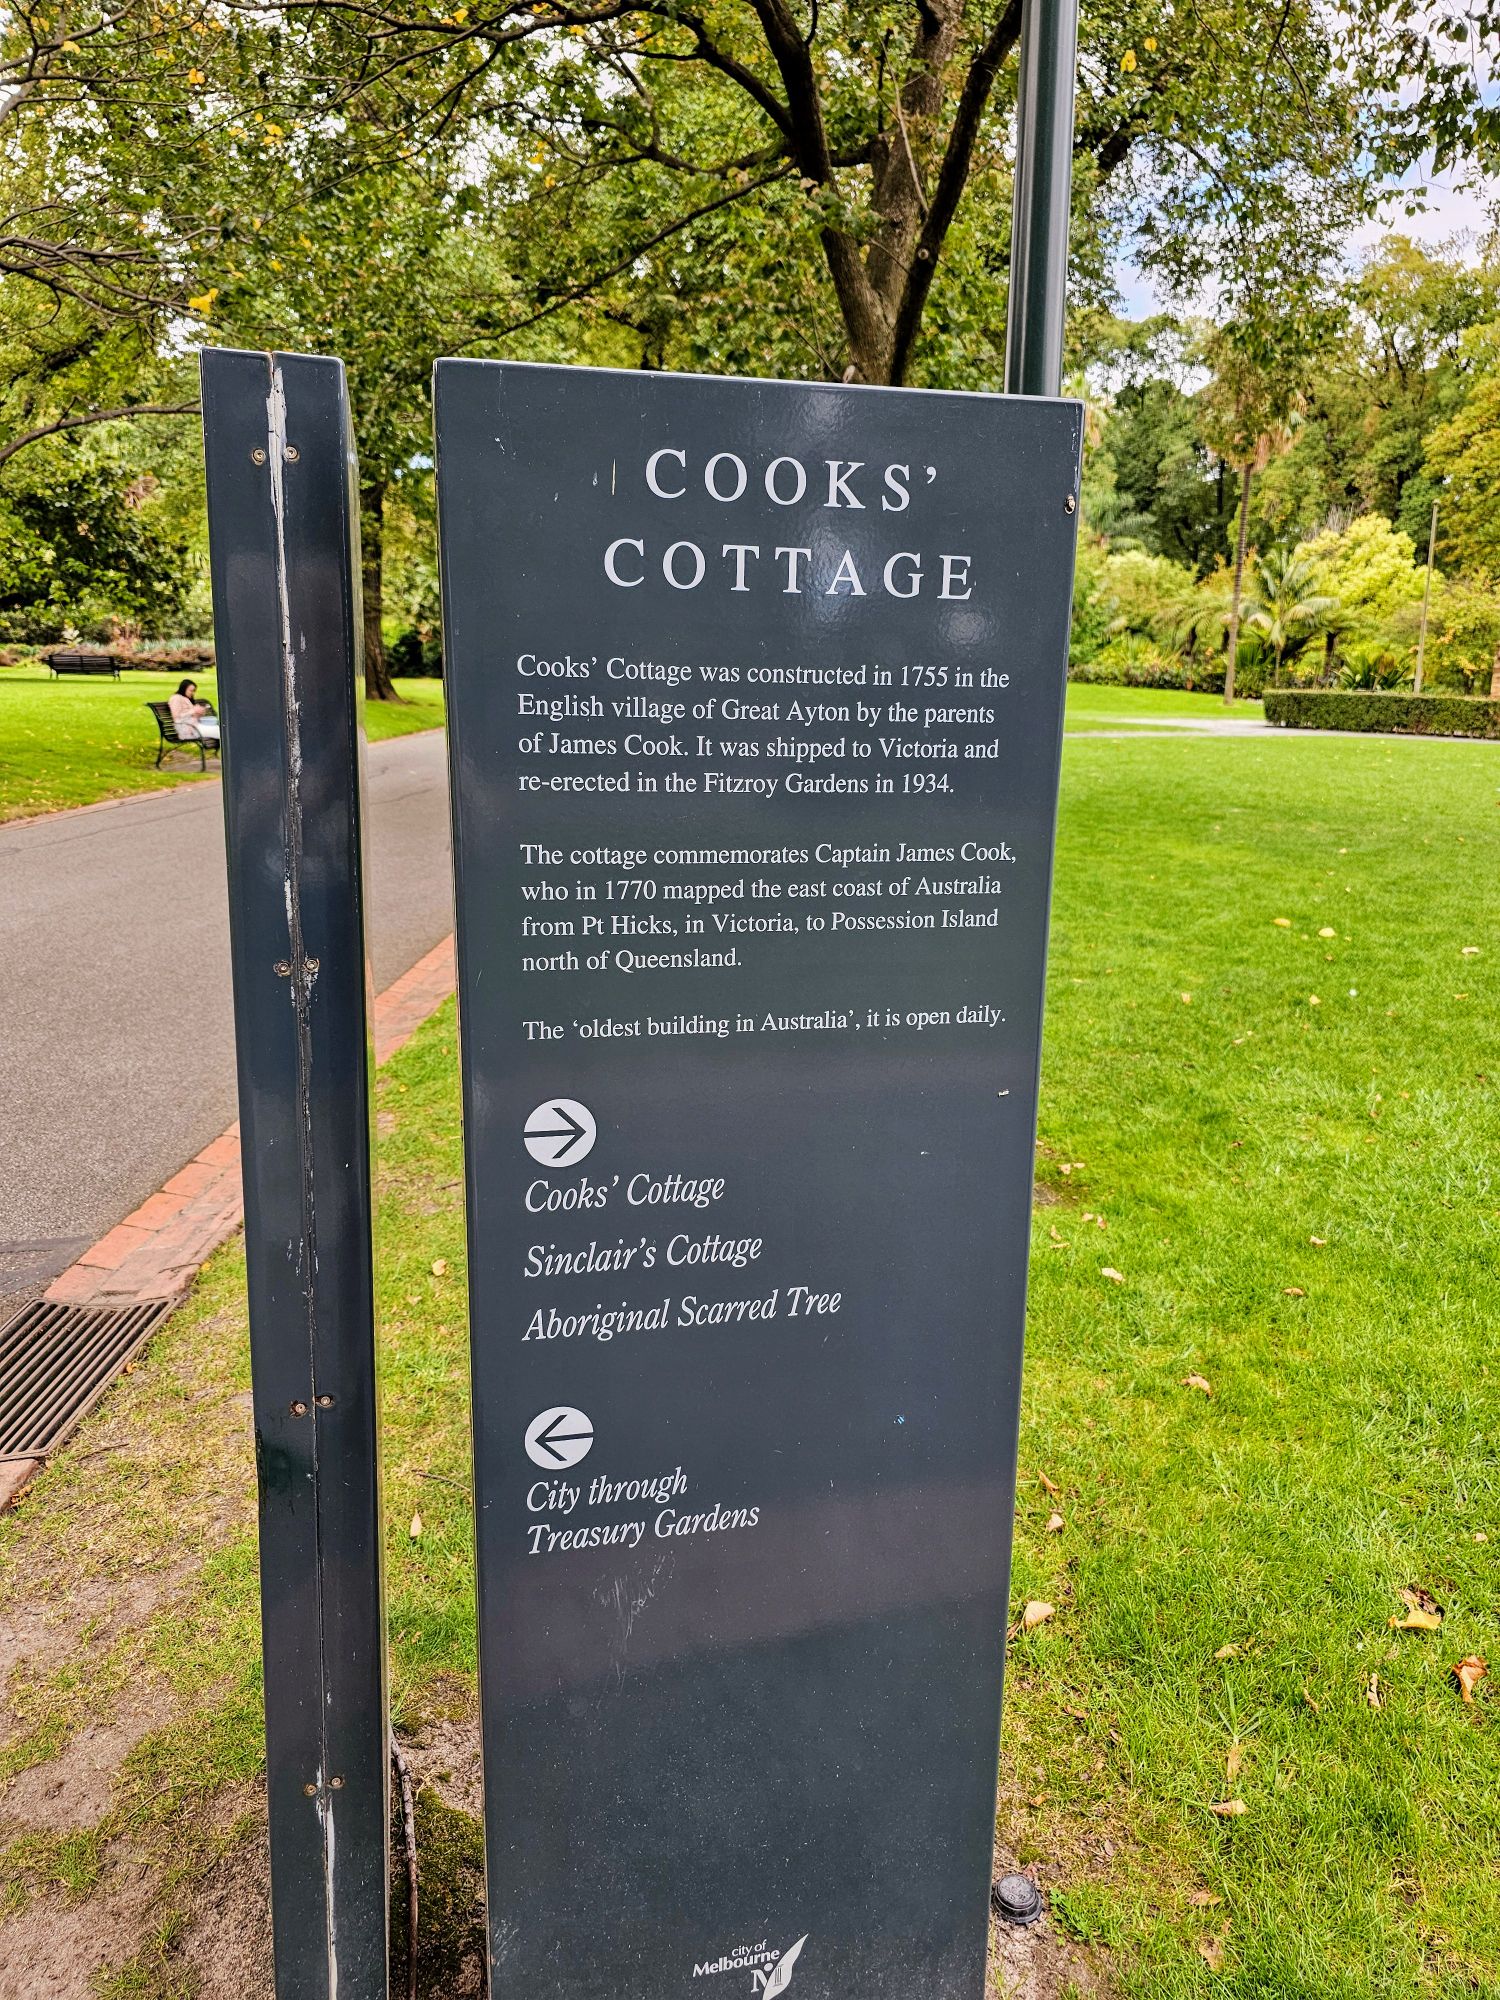 COOKS’
COTTAGE
Cooks’ Cottage was constructed in 1755 in the
English village of Great Ayton by the parents
of James Cook. It was shipped to Victoria and
re-erected in the Fitzroy Gardens in 1934.
The cottage commemorates Captain James Cook,
who in 1770 mapped the east coast of Australia
from Pt Hicks, in Victoria, to Possession Island
north of Queensland.
The ‘oldest building in Australia’, it is open daily.
Cooks’ Cottage
Sinclair’s Cottage
Aboriginal Scarred Tree
City through
Treasury Gardens
city of
Melbourne
M